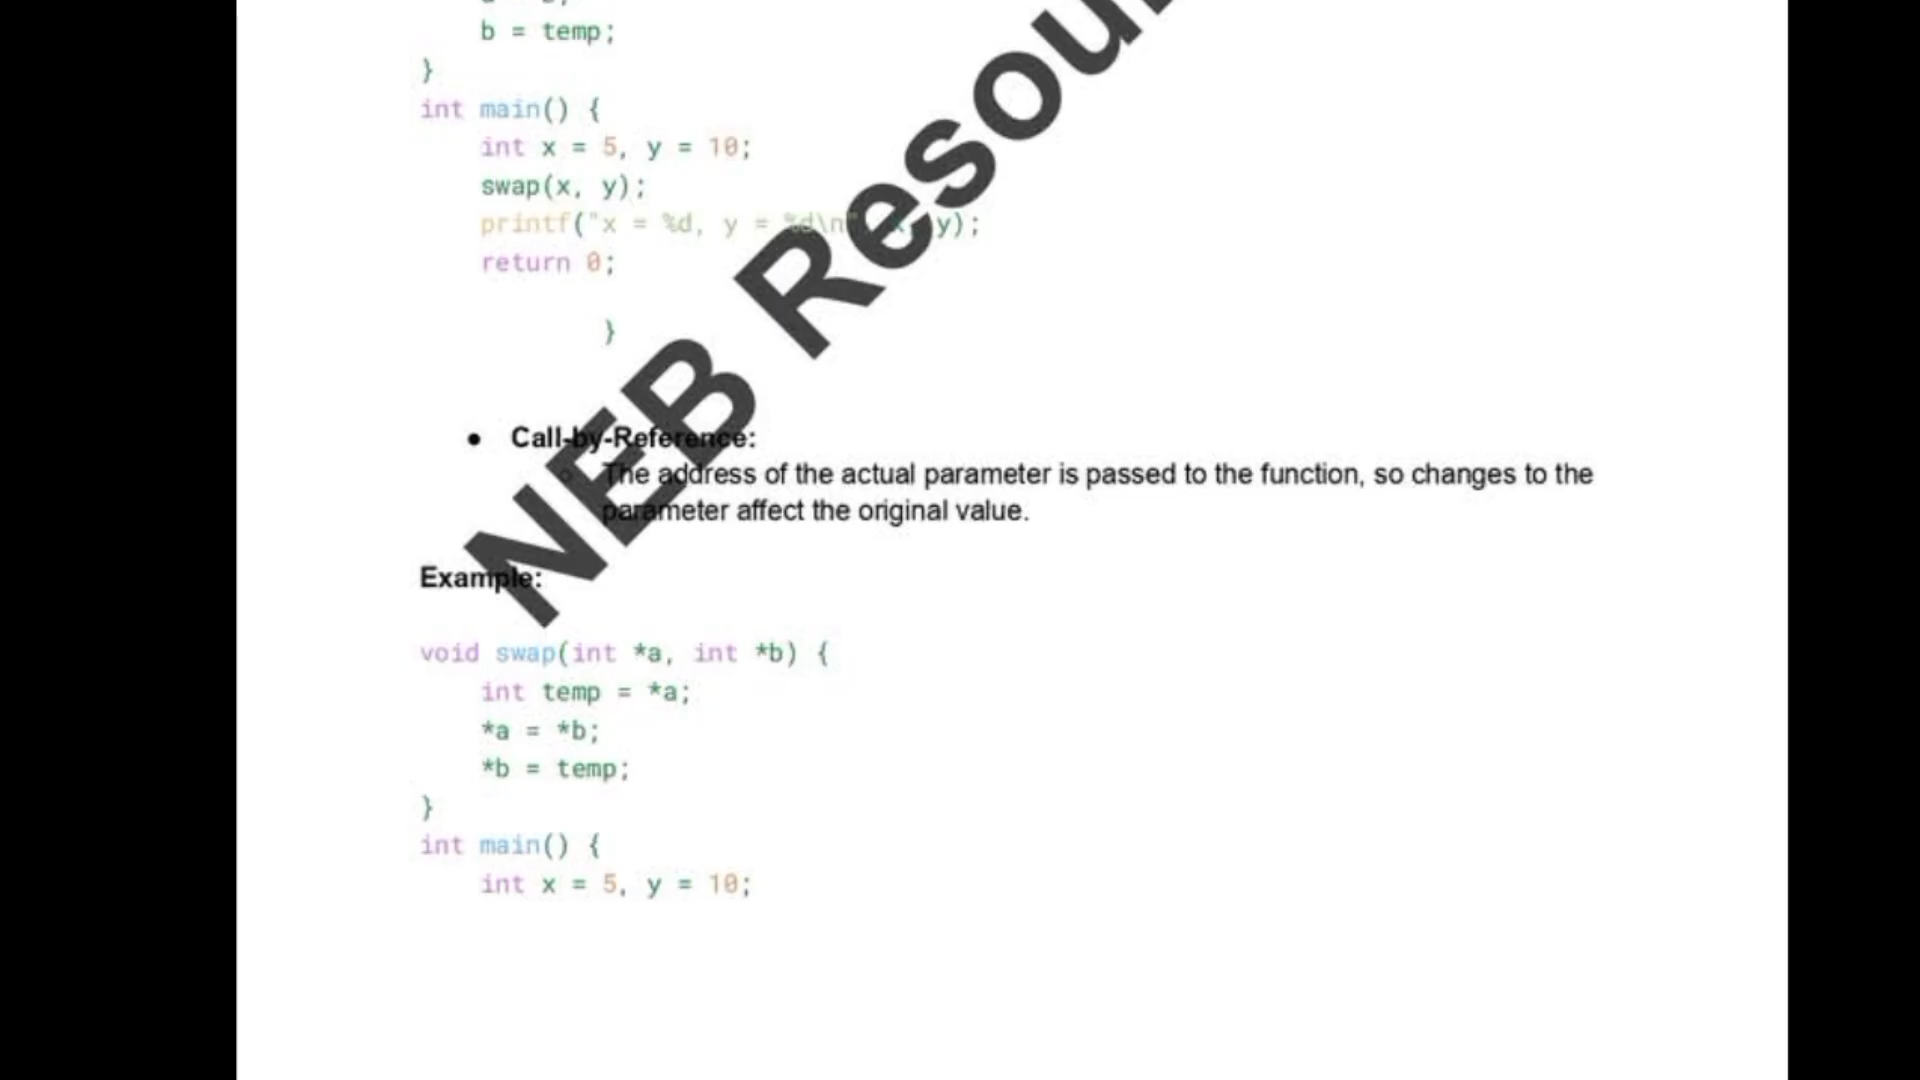 b = temp;
}
int main() {
int x = 5, y = 10;
swap(x, y);
printf("x = %d, y = %d\n", x, y);
return 0;
}
NEB Resou
● Call-by-Reference:
○ The address of the actual parameter is passed to the function, so changes to the
parameter affect the original value.
Example:
void swap(int *a, int *b) {
int temp = *a;
*a = *b;
*b = temp;
}
int main() {
int x = 5, y = 10;